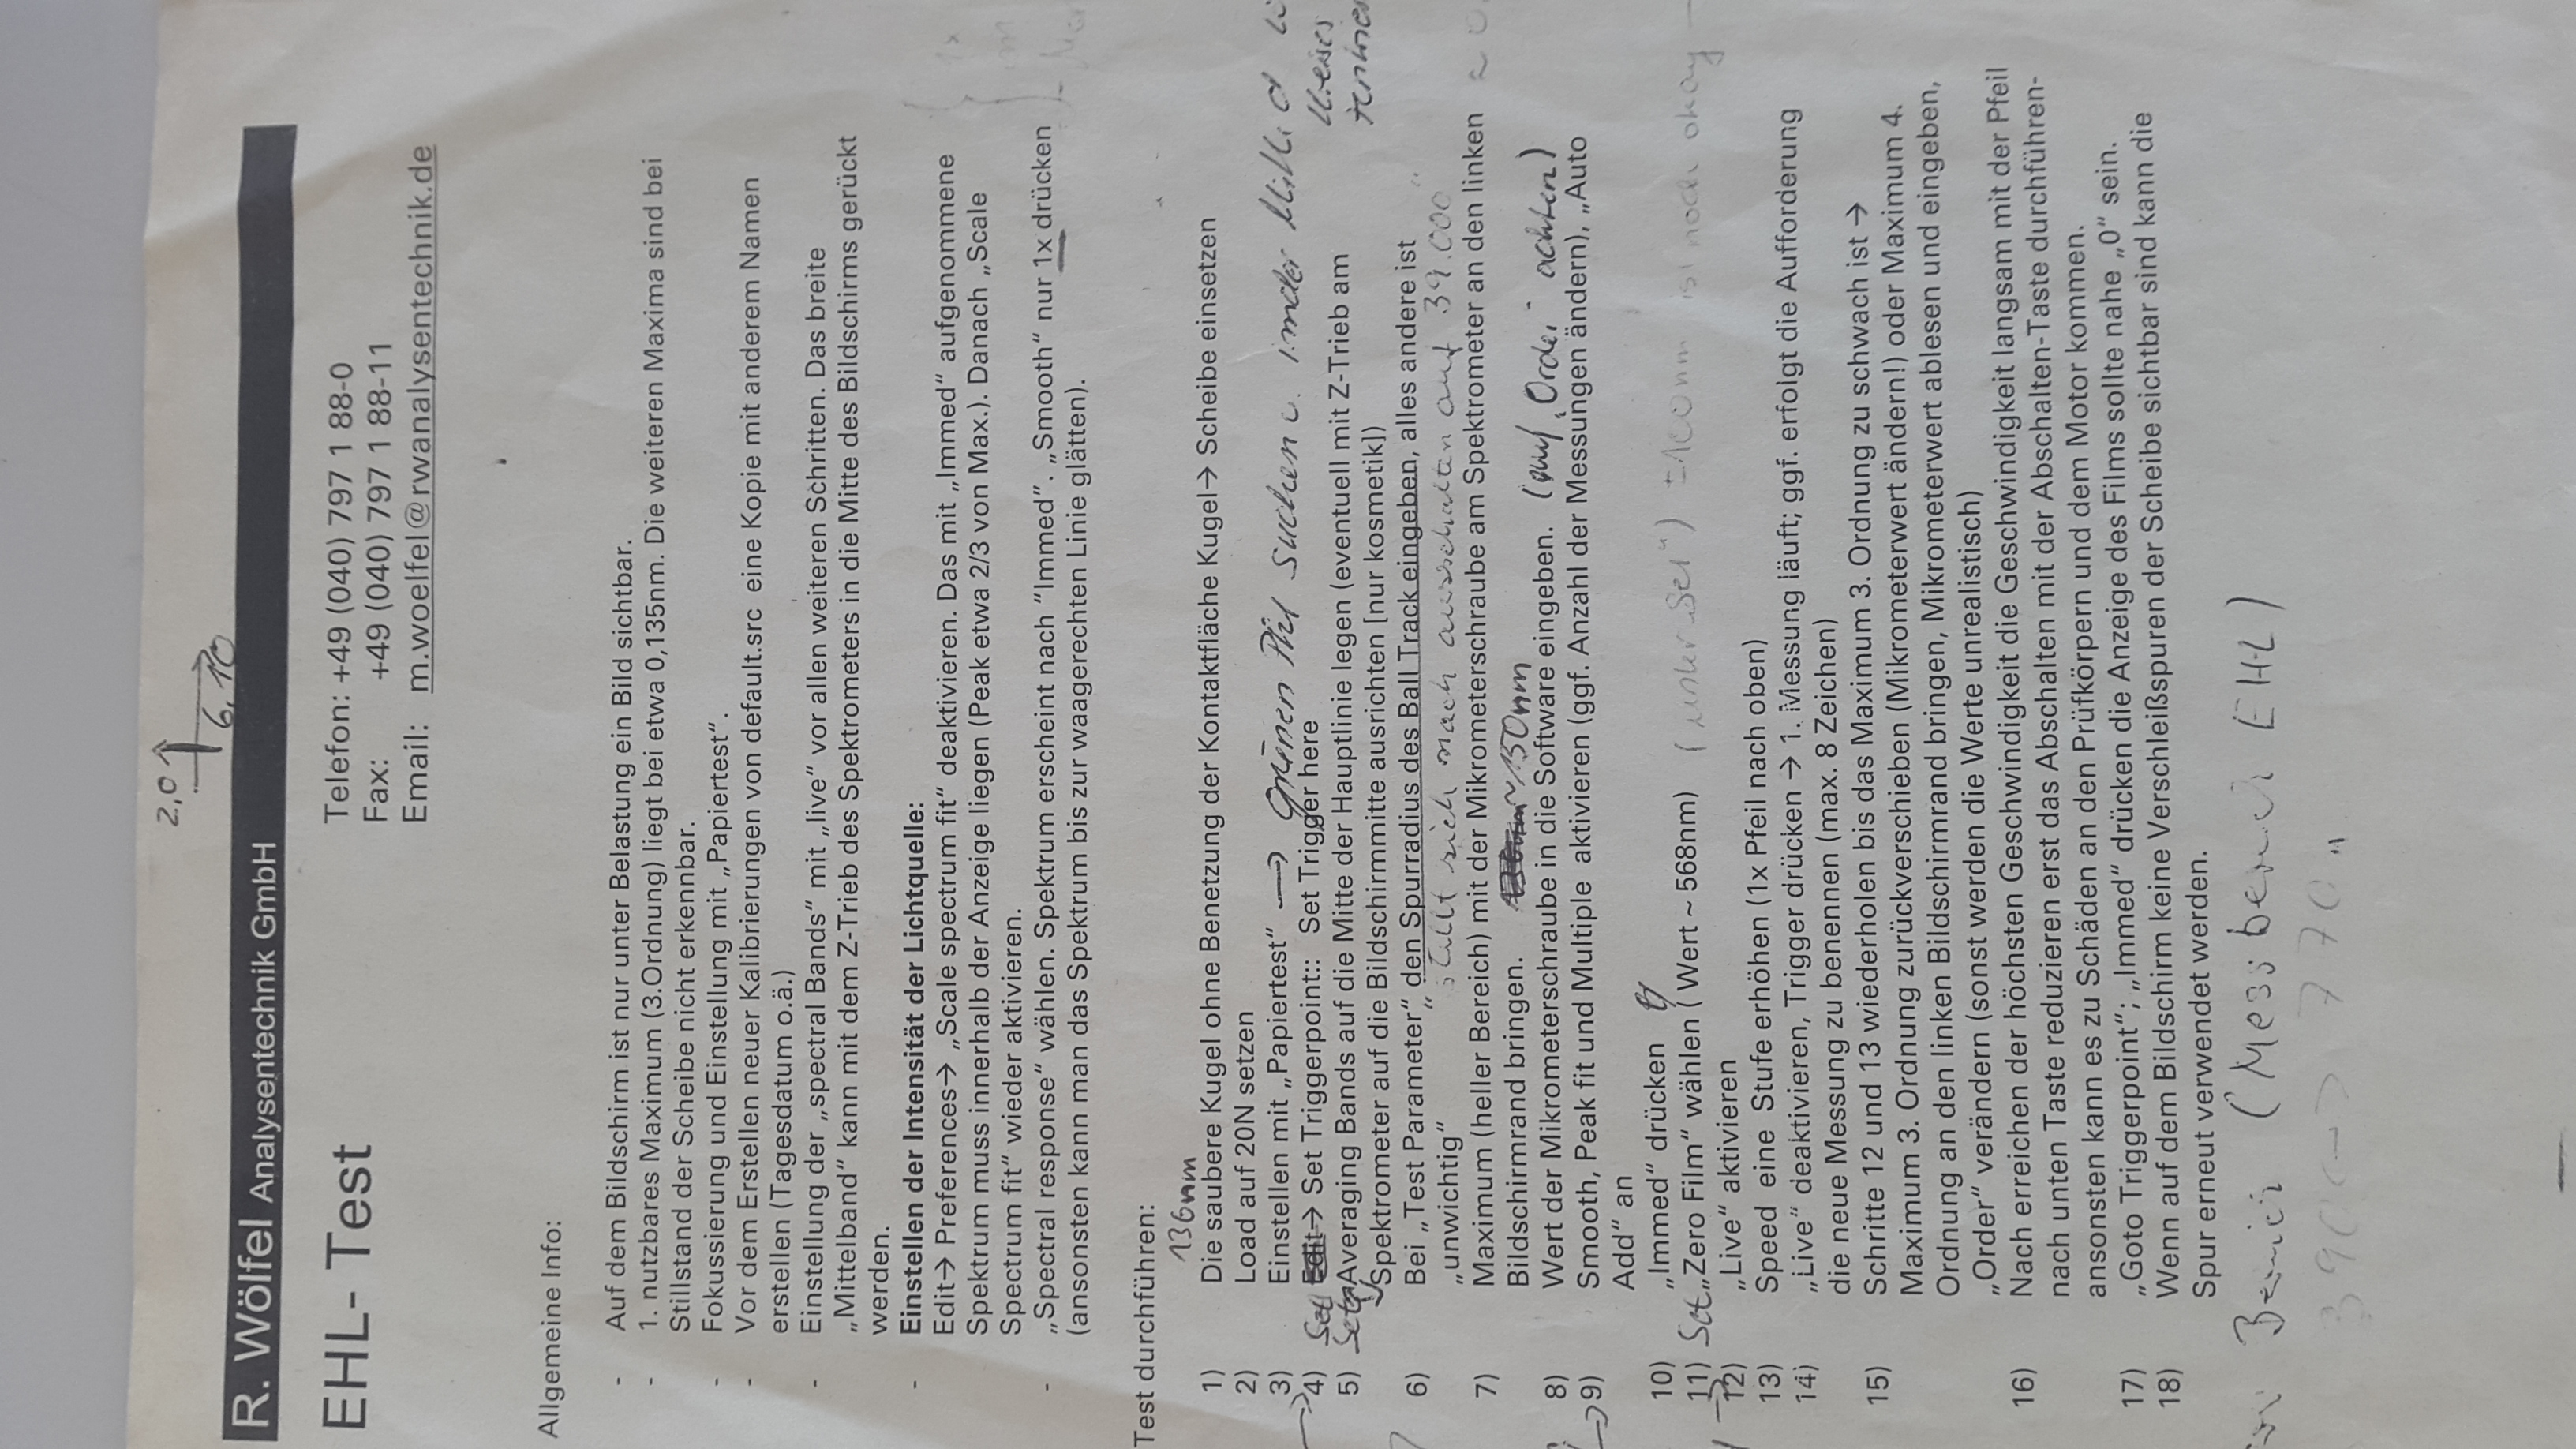 2,0 6,10
R. Wölfel Analysentechnik GmbH
EHL- Test
Telefon: +49 (040) 797 1 88-0
Fax: +49 (040) 797 1 88-11
Email: m.woelfel@rwanalysentechnik.de
Allgemeine Info:
- Auf dem Bildschirm ist nur unter Belastung ein Bild sichtbar.
- 1. nutzbares Maximum (3.Ordnung) liegt bei etwa 0,135nm. Die weiteren Maxima sind bei
Stillstand der Scheibe nicht erkennbar.
- Fokussierung und Einstellung mit „Papiertest“.
- Vor dem Erstellen neuer Kalibrierungen von default.src eine Kopie mit anderem Namen
erstellen (Tagesdatum o.ä.)
- Einstellung der „spectral Bands“ mit „live“ vor allen weiteren Schritten. Das breite
„Mittelband“ kann mit dem Z-Trieb des Spektrometers in die Mitte des Bildschirms gerückt
werden.
- Einstellen der Intensität der Lichtquelle:
Edit→ Preferences→ „Scale spectrum fit“ deaktivieren. Das mit „Immed“ aufgenommene
Spektrum muss innerhalb der Anzeige liegen (Peak etwa 2/3 von Max.). Danach „Scale
Spectrum fit“ wieder aktivieren.
- „Spectral response“ wählen. Spektrum erscheint nach “Immed”. „Smooth“ nur 1x drücken
(ansonsten kann man das Spektrum bis zur waagerechten Linie glätten).
Test durchführen:
136nm
1) Die saubere Kugel ohne Benetzung der Kontaktfläche Kugel→ Scheibe einsetzen
2) Load auf 20N setzen
3) Einstellen mit „Papiertest“ → grünen Pkt suchen
→4) Set Edit→ Set Triggerpoint:: Set Trigger here
5) Averaging Bands auf die Mitte der Hauptlinie legen (eventuell mit Z-Trieb am
Spektrometer auf die Bildschirmmitte ausrichten [nur kosmetik])
6) Bei „Test Parameter“ den Spurradius des Ball Track eingeben, alles andere ist
„unwichtig“ stellt sich nach ausschalten auf 39.000
7) Maximum (heller Bereich) mit der Mikrometerschraube am Spektrometer an den linken
Bildschirmrand bringen. ~150nm
8) Wert der Mikrometerschraube in die Software eingeben. (auf „Order“ achten)
→9) Smooth, Peak fit und Multiple aktivieren (ggf. Anzahl der Messungen ändern), „Auto
Add“ an
10) „Immed“ drücken
11) Set „Zero Film“ wählen ( Wert ~ 568nm) (unter „Set“) ±100nm is noch okay
→12) „Live“ aktivieren
13) Speed eine Stufe erhöhen (1x Pfeil nach oben)
14) „Live“ deaktivieren, Trigger drücken → 1. Messung läuft; ggf. erfolgt die Aufforderung
die neue Messung zu benennen (max. 8 Zeichen)
15) Schritte 12 und 13 wiederholen bis das Maximum 3. Ordnung zu schwach ist →
Maximum 3. Ordnung zurückverschieben (Mikrometerwert ändern!) oder Maximum 4.
Ordnung an den linken Bildschirmrand bringen, Mikrometerwert ablesen und eingeben,
„Order“ verändern (sonst werden die Werte unrealistisch)
16) Nach erreichen der höchsten Geschwindigkeit die Geschwindigkeit langsam mit der Pfeil
nach unten Taste reduzieren erst das Abschalten mit der Abschalten-Taste durchführen-
ansonsten kann es zu Schäden an den Prüfkörpern und dem Motor kommen.
17) „Goto Triggerpoint“; „Immed“ drücken die Anzeige des Films sollte nahe „0“ sein.
18) Wenn auf dem Bildschirm keine Verschleißspuren der Scheibe sichtbar sind kann die
Spur erneut verwendet werden.
Bereich (Messbereich EHL)